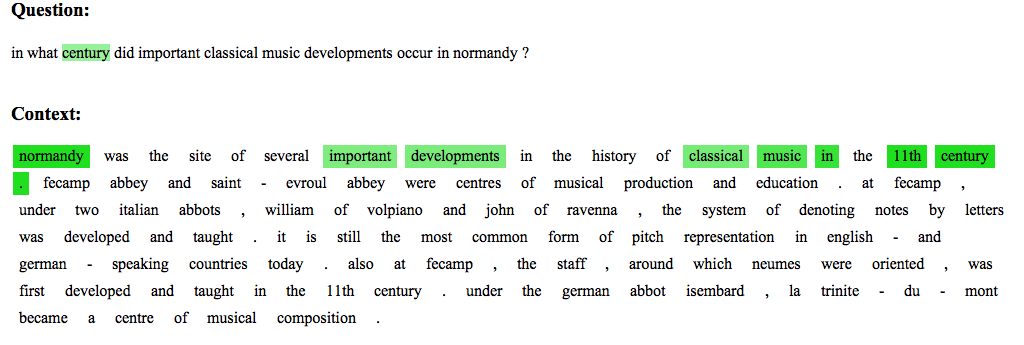 Question:
in what century did important classical music developments occur in normandy ?
Context:
normandy was the site of several important developments in the history of classical music in the 11th century
. fecamp abbey and saint - evroul abbey were centres of musical production and education . at fecamp ,
under two italian abbots , william of volpiano and john of ravenna , the system of denoting notes by letters
was developed and taught . it is still the most common form of pitch representation in english - and
german - speaking countries today . also at fecamp , the staff , around which neumes were oriented , was
first developed and taught in the 11th century . under the german abbot isembard , la trinite - du - mont
became a centre of musical composition .